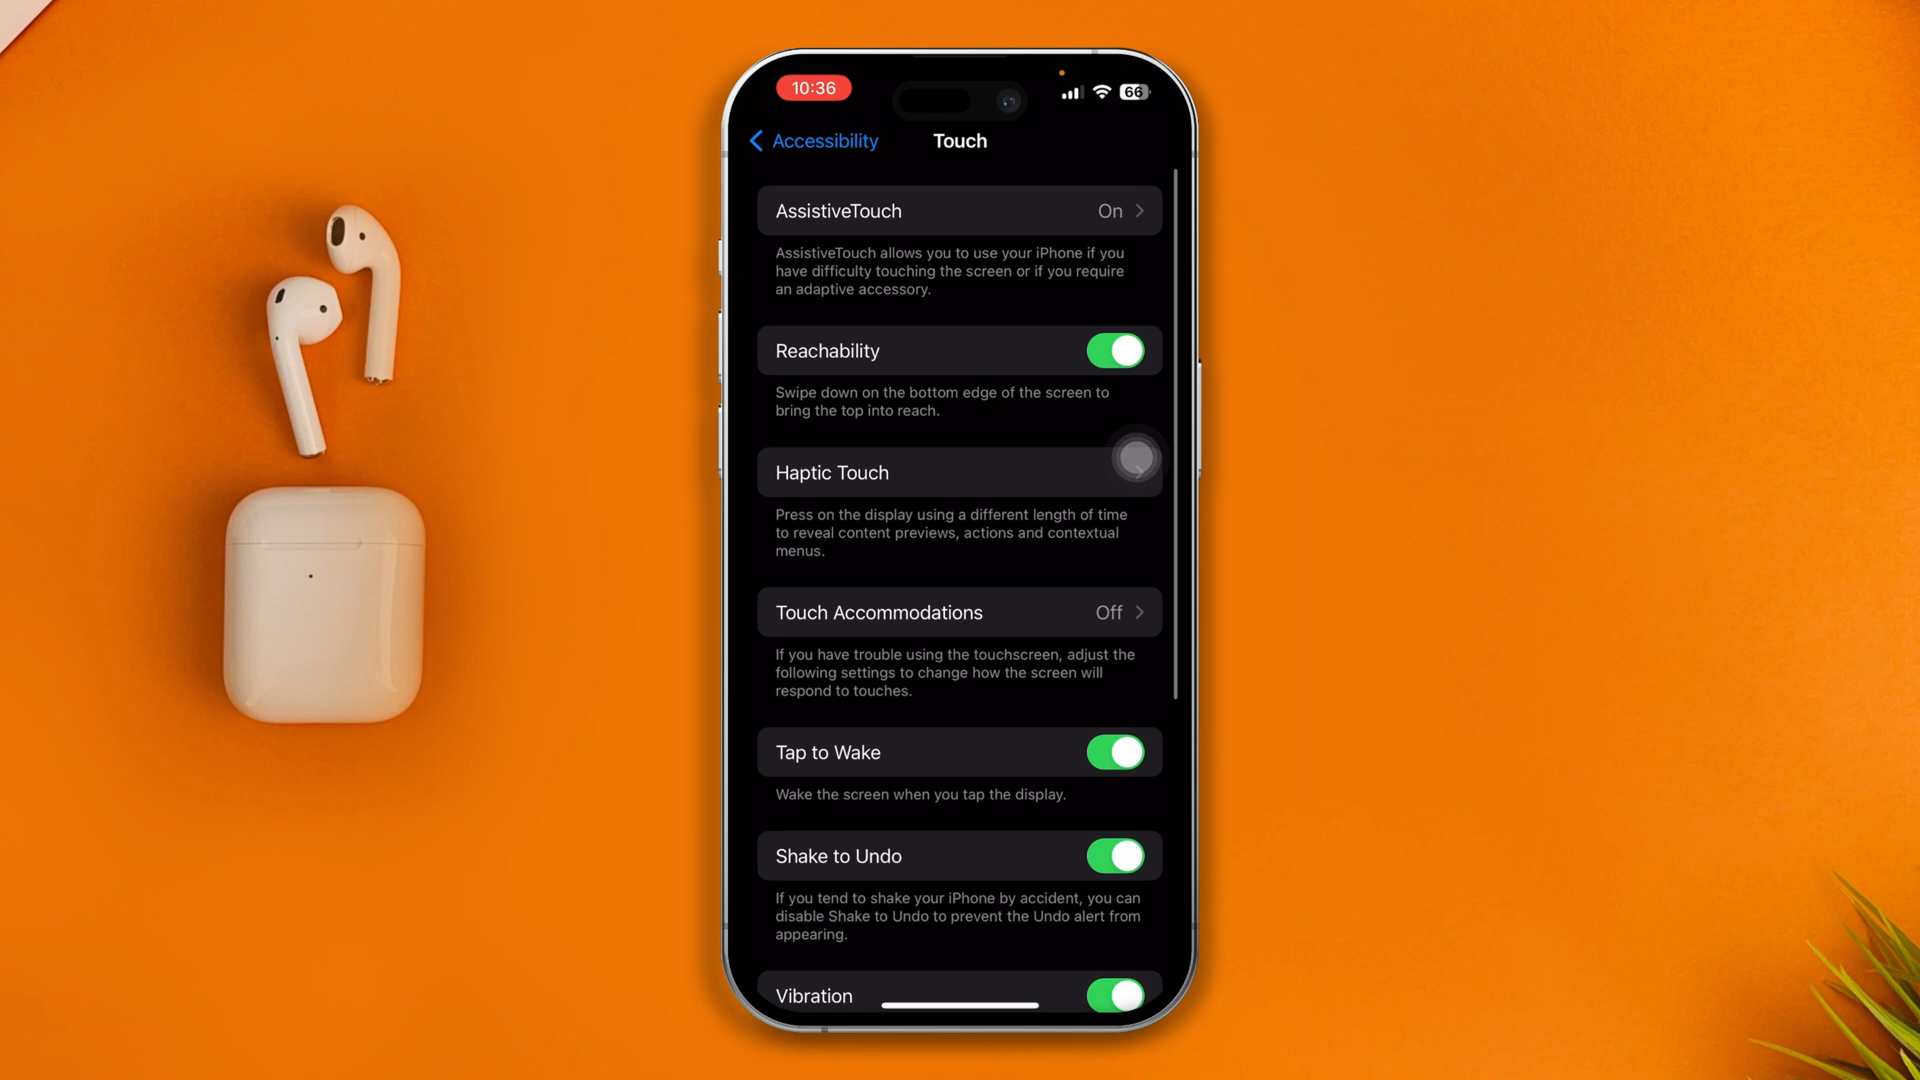 10:36
66
Accessibility
Touch
AssistiveTouch
On
AssistiveTouch allows you to use your iPhone if you
have difficulty touching the screen or if you require
an adaptive accessory.
Reachability
Swipe down on the bottom edge of the screen to
bring the top into reach.
Haptic Touch
Press on the display using a different length of time
to reveal content previews, actions and contextual
menus.
Touch Accommodations
Off
If you have trouble using the touchscreen, adjust the
following settings to change how the screen will
respond to touches.
Tap to Wake
Wake the screen when you tap the display.
Shake to Undo
If you tend to shake your iPhone by accident, you can
disable Shake to Undo to prevent the Undo alert from
appearing.
Vibration